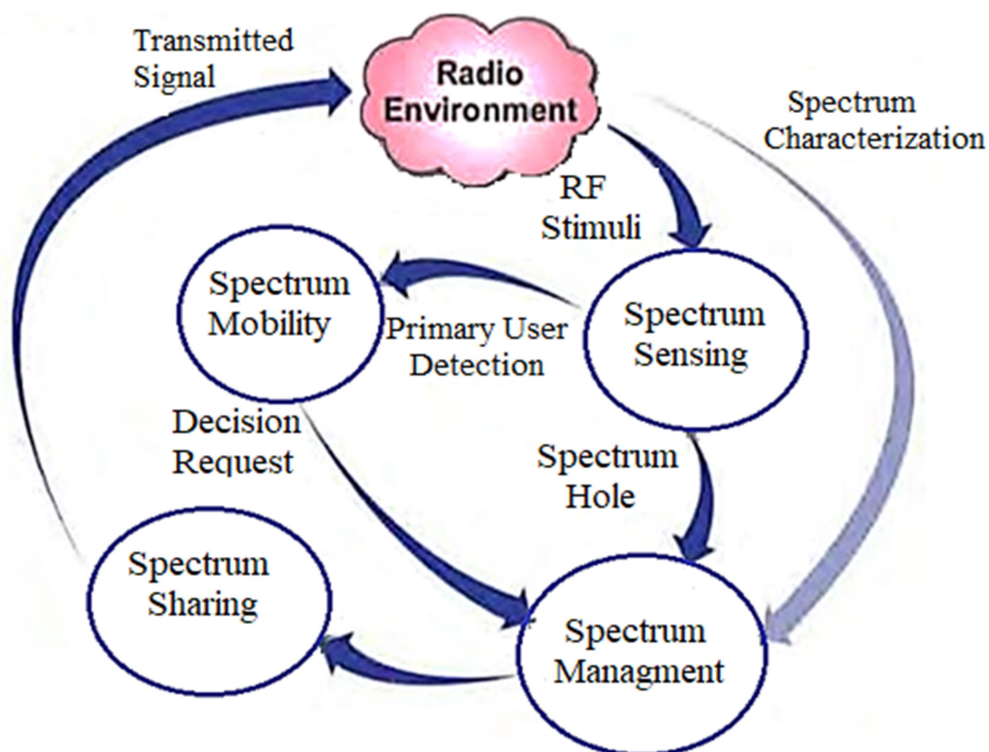 Transmitted
Signal
Radio
Environment
Spectrum
Characterization
RF
Stimuli
Spectrum
Mobility
Primary User
Detection
Spectrum
Sensing
Decision
Request
Spectrum
Hole
Spectrum
Sharing
Spectrum
Managment